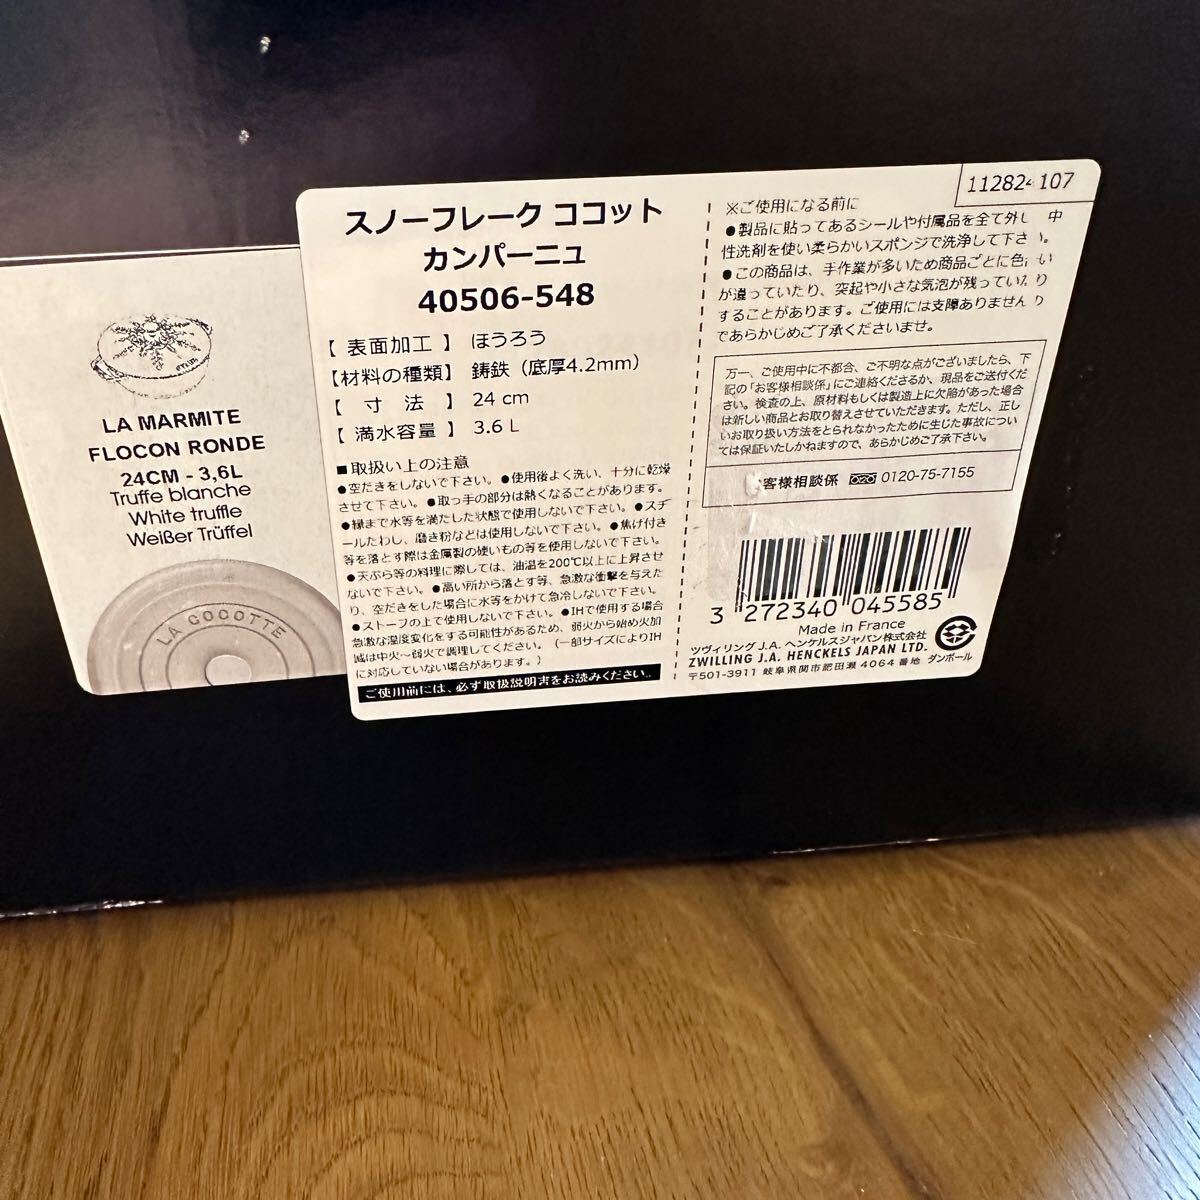 LA MARMITE
FLOCON RONDE
24CM - 3,6L
Truffe blanche
White truffle
Weißer Trüffel
LA COCOTTE
スノーフレーク ココット
カンパーニュ
40506-548
【 表面加工 】 ほうろう
【材料の種類】 鋳鉄（底厚4.2mm）
【 寸 法 】 24 cm
【 満水容量 】 3.6 L
■取扱い上の注意
●空だきをしないで下さい。●使用後よく洗い、十分に乾燥
させて下さい。●取っ手の部分は熱くなることがあります。
●縁まで水等を満たした状態で使用しないで下さい。●スチ
ールたわし、磨き粉などは使用しないで下さい。●焦げ付き
等を落とす際は金属製の硬いもの等を使用しないで下さい。
●天ぷら等の料理に際しては、油温を200℃以上に上昇させ
ないで下さい。●高い所から落とす等、急激な衝撃を与えた
り、空だきをした場合に水等をかけて急冷しないで下さい。
●ストーブの上で使用しないで下さい。●IHで使用する場合
急激な温度変化をする可能性があるため、弱火から始め火加
減は中火～弱火で調理してください。（一部サイズによりIH
に対応していない場合があります。）
ご使用前には、必ず取扱説明書をお読みください。
112824 107
※ご使用になる前に
●製品に貼ってあるシールや付属品を全て外し 中
性洗剤を使い柔らかいスポンジで洗浄して下さい。
●この商品は、手作業が多いため商品ごとに色合い
が違っていたり、突起や小さな気泡が残っていたり
することがあります。ご使用には支障ありませんの
であらかじめご了承くださいませ。
万一、ご使用中に不都合、ご不明な点がございましたら、下
記の「お客様相談係」にご連絡くださるか、現品をご送付くだ
さい。検査の上、原材料もしくは製造上に欠陥があった場合
は新しい商品とお取り替えさせていただきます。ただし、正し
いお取り扱い方法をとられなかったために生じた事故につい
ては保証いたしかねますので、あらかじめご了承下さい。
客様相談係 0120-75-7155
3 272340 045585
Made in France
ツヴィリング J.A. ヘンケルスジャパン株式会社
ZWILLING J.A. HENCKELS JAPAN LTD.
〒501-3911 岐阜県関市肥田瀬 4064 番地
ダンボール